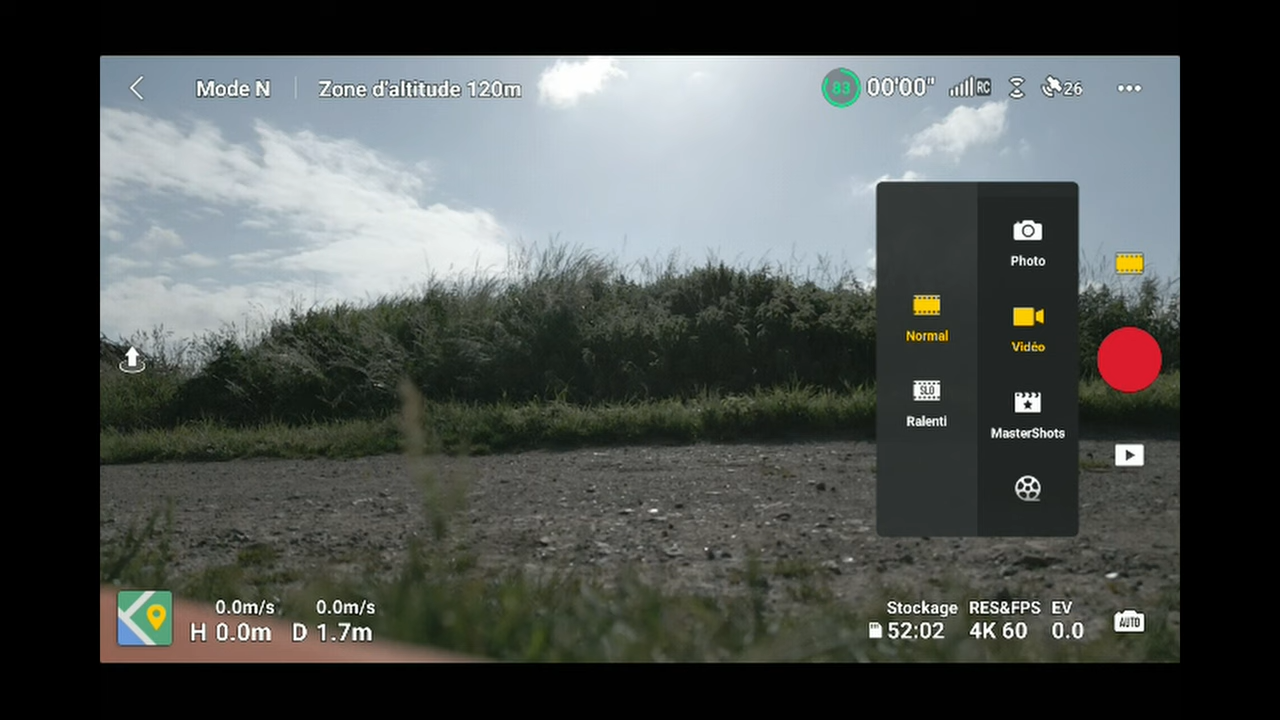 Mode N
Zone d'altitude 120m
83
00'00"
RC
26
Photo
Normal
Vidéo
SLO
Ralenti
MasterShots
0.0m/s 0.0m/s
H 0.0m D 1.7m
Stockage RES&FPS EV
52:02 4K 60 0.0
AUTO